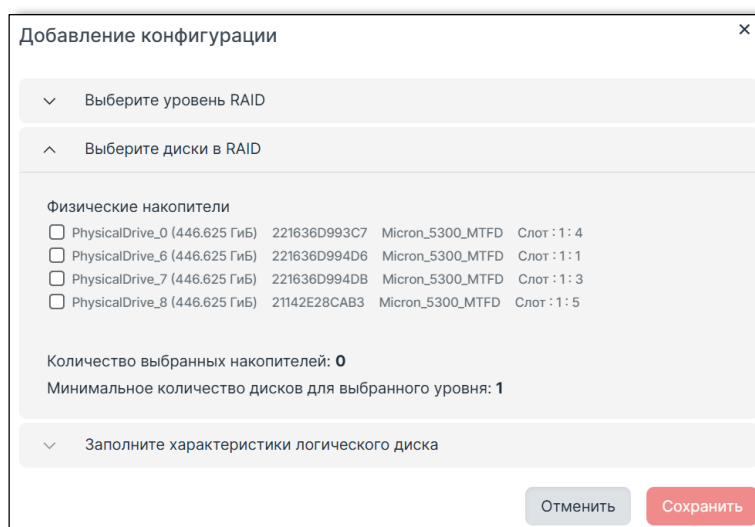 Добавление конфигурации
Выберите уровень RAID
Выберите диски в RAID
Физические накопители
PhysicalDrive_0 (446.625 ГиБ) 221636D993C7 Micron_5300_MTFD Слот : 1 : 4
PhysicalDrive_6 (446.625 ГиБ) 221636D994D6 Micron_5300_MTFD Слот : 1 : 1
PhysicalDrive_7 (446.625 ГиБ) 221636D994DB Micron_5300_MTFD Слот : 1 : 3
PhysicalDrive_8 (446.625 ГиБ) 21142E28CAB3 Micron_5300_MTFD Слот : 1 : 5
Количество выбранных накопителей: 0
Минимальное количество дисков для выбранного уровня: 1
Заполните характеристики логического диска
Отменить Сохранить